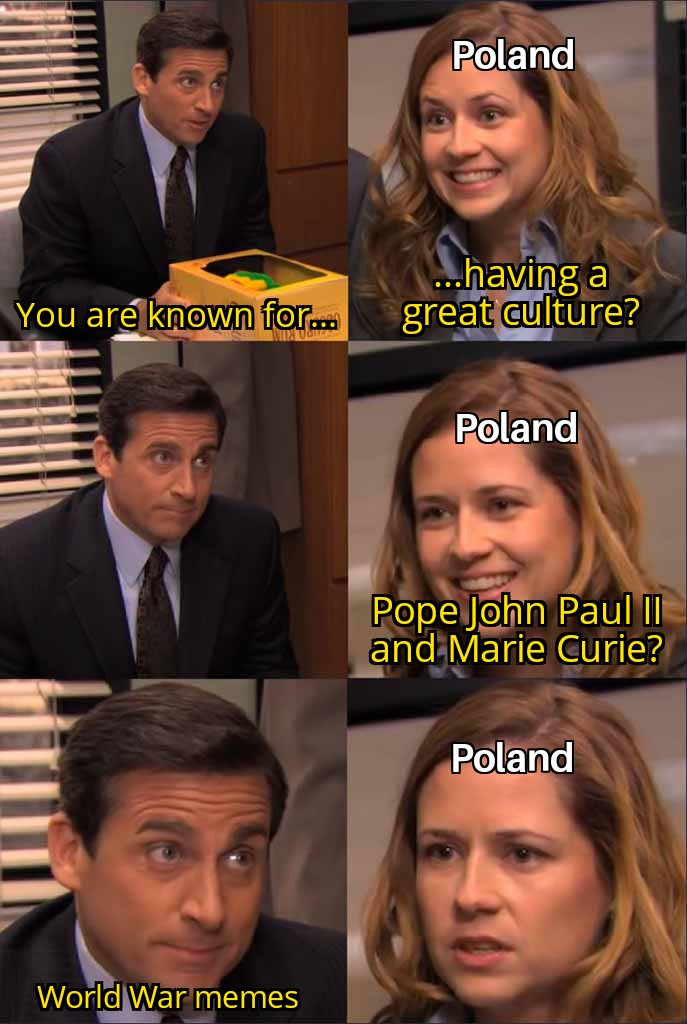 You are known for...
Poland
...having a
great culture?
Poland
Pope John Paul II
and Marie Curie?
Poland
World War memes